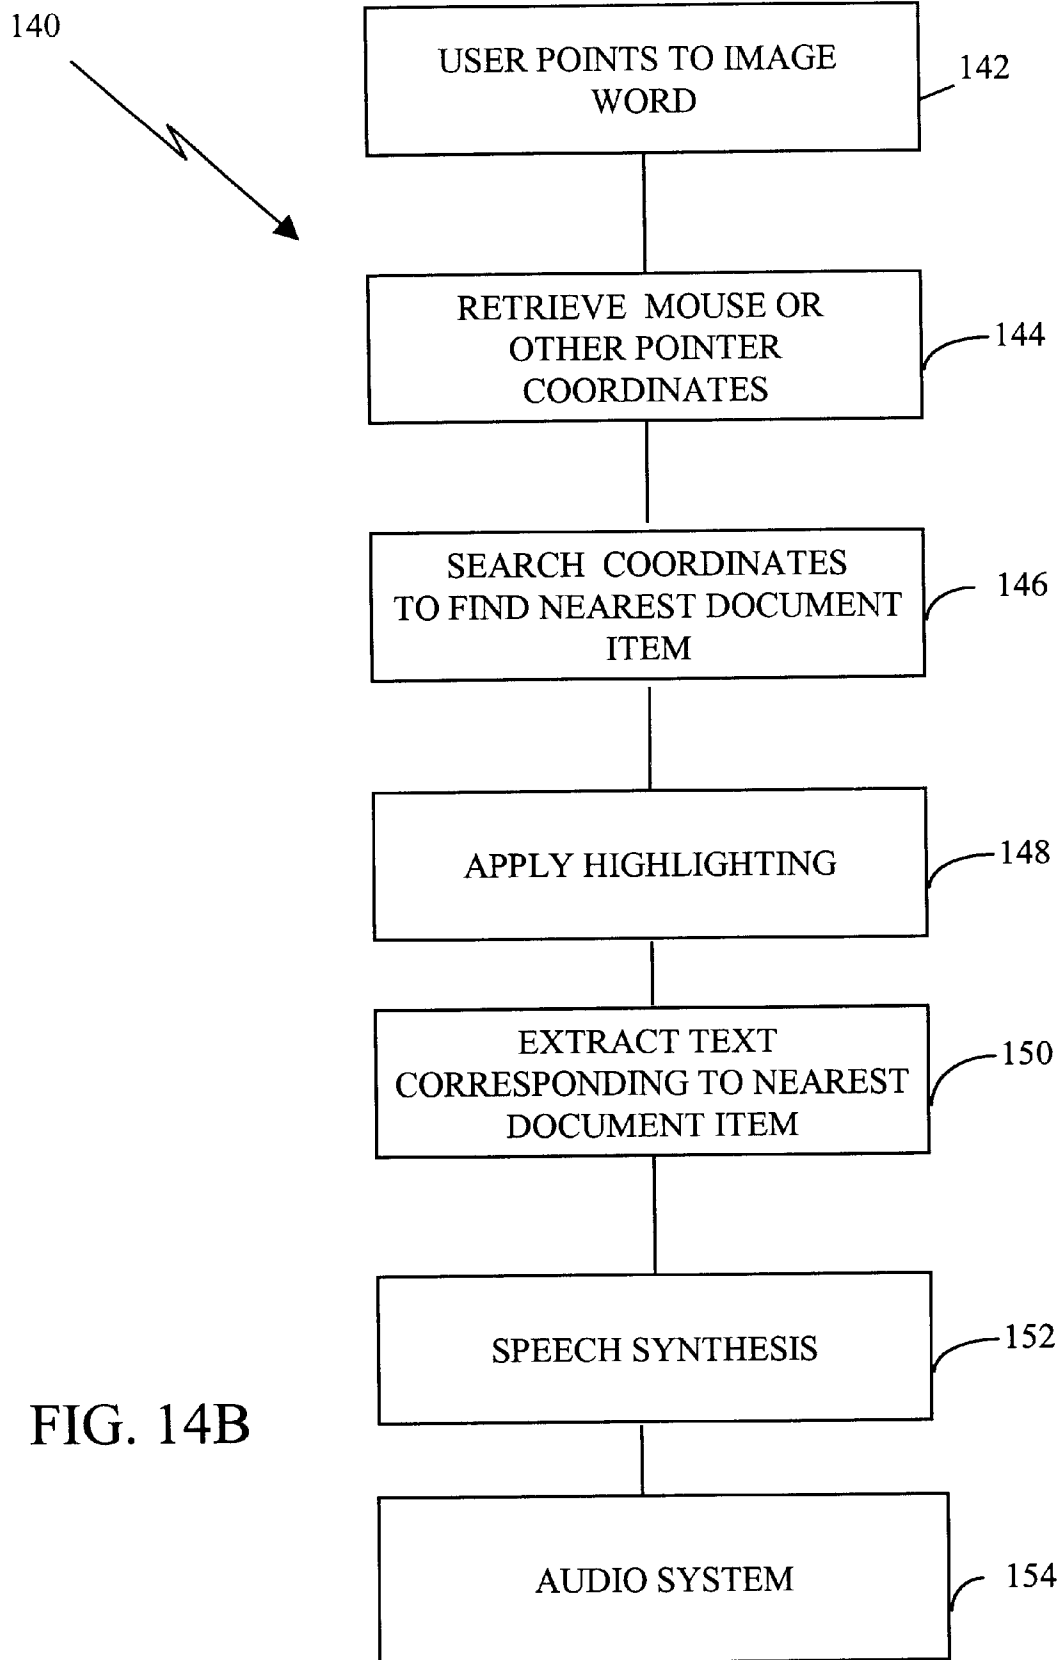 140
USER POINTS TO IMAGE
WORD
142
RETRIEVE MOUSE OR
OTHER POINTER
COORDINATES
144
SEARCH COORDINATES
TO FIND NEAREST DOCUMENT
ITEM
146
APPLY HIGHLIGHTING
148
EXTRACT TEXT
CORRESPONDING TO NEAREST
DOCUMENT ITEM
150
SPEECH SYNTHESIS
152
FIG. 14B
AUDIO SYSTEM
154